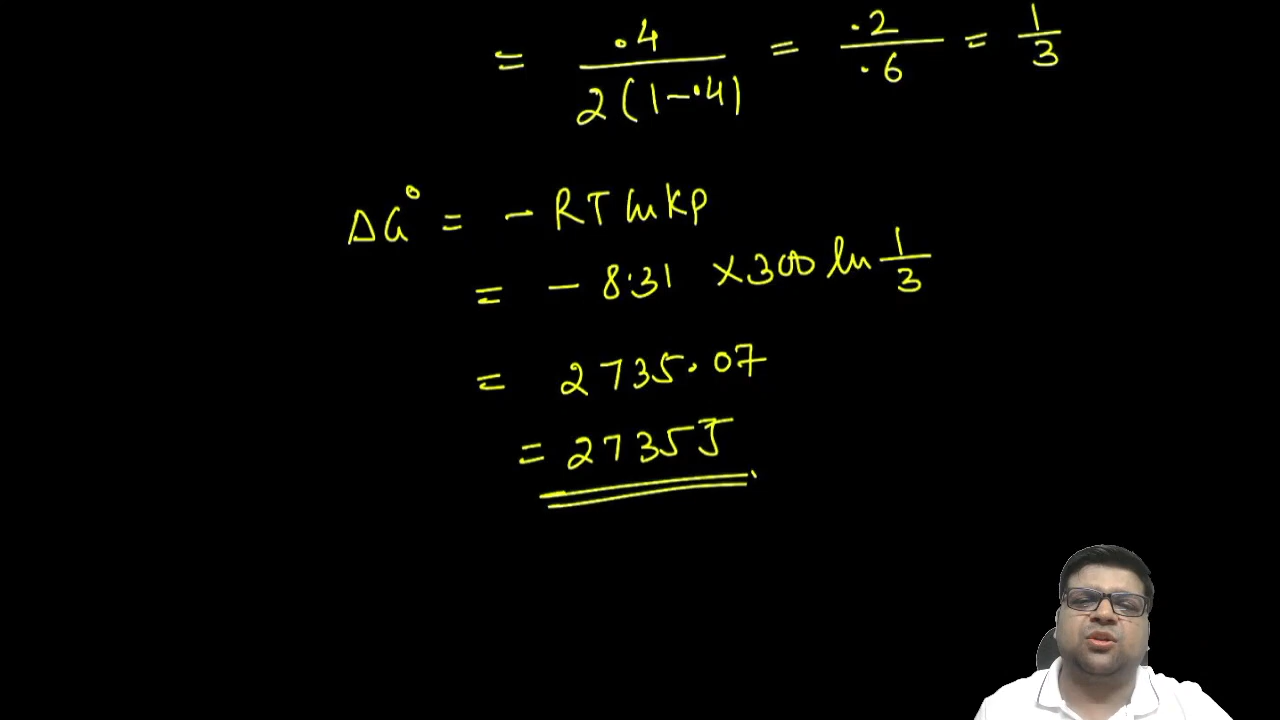 = .4 / 2(1-.4) = .2 / .6 = 1/3
ΔG° = - RT ln KP
= - 8.31 × 300 ln 1/3
= 2735.07
= 2735 J